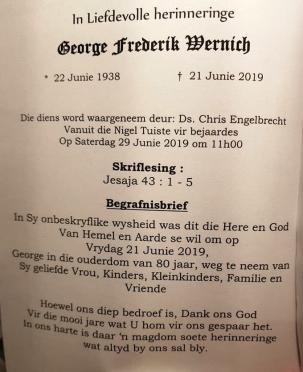 In Liefdevolle herinneringe
George Frederik Wernich
* 22 Junie 1938 † 21 Junie 2019
Die diens word waargeneem deur: Ds. Chris Engelbrecht
Vanuit die Nigel Tuiste vir bejaardes
Op Saterdag 29 Junie 2019 om 11h00
Skriflesing :
Jesaja 43 : 1 - 5
Begrafnisbrief
In Sy onbeskryflike wysheid was dit die Here en God
Van Hemel en Aarde se wil om op
Vrydag 21 Junie 2019,
George in die ouderdom van 80 jaar, weg te neem van
Sy geliefde Vrou, Kinders, Kleinkinders, Familie en
Vriende
Hoewel ons diep bedroef is, Dank ons God
Vir die mooi jare wat U hom vir ons gespaar het.
In ons harte is daar 'n magdom soete herinneringe
wat altyd by ons sal bly.